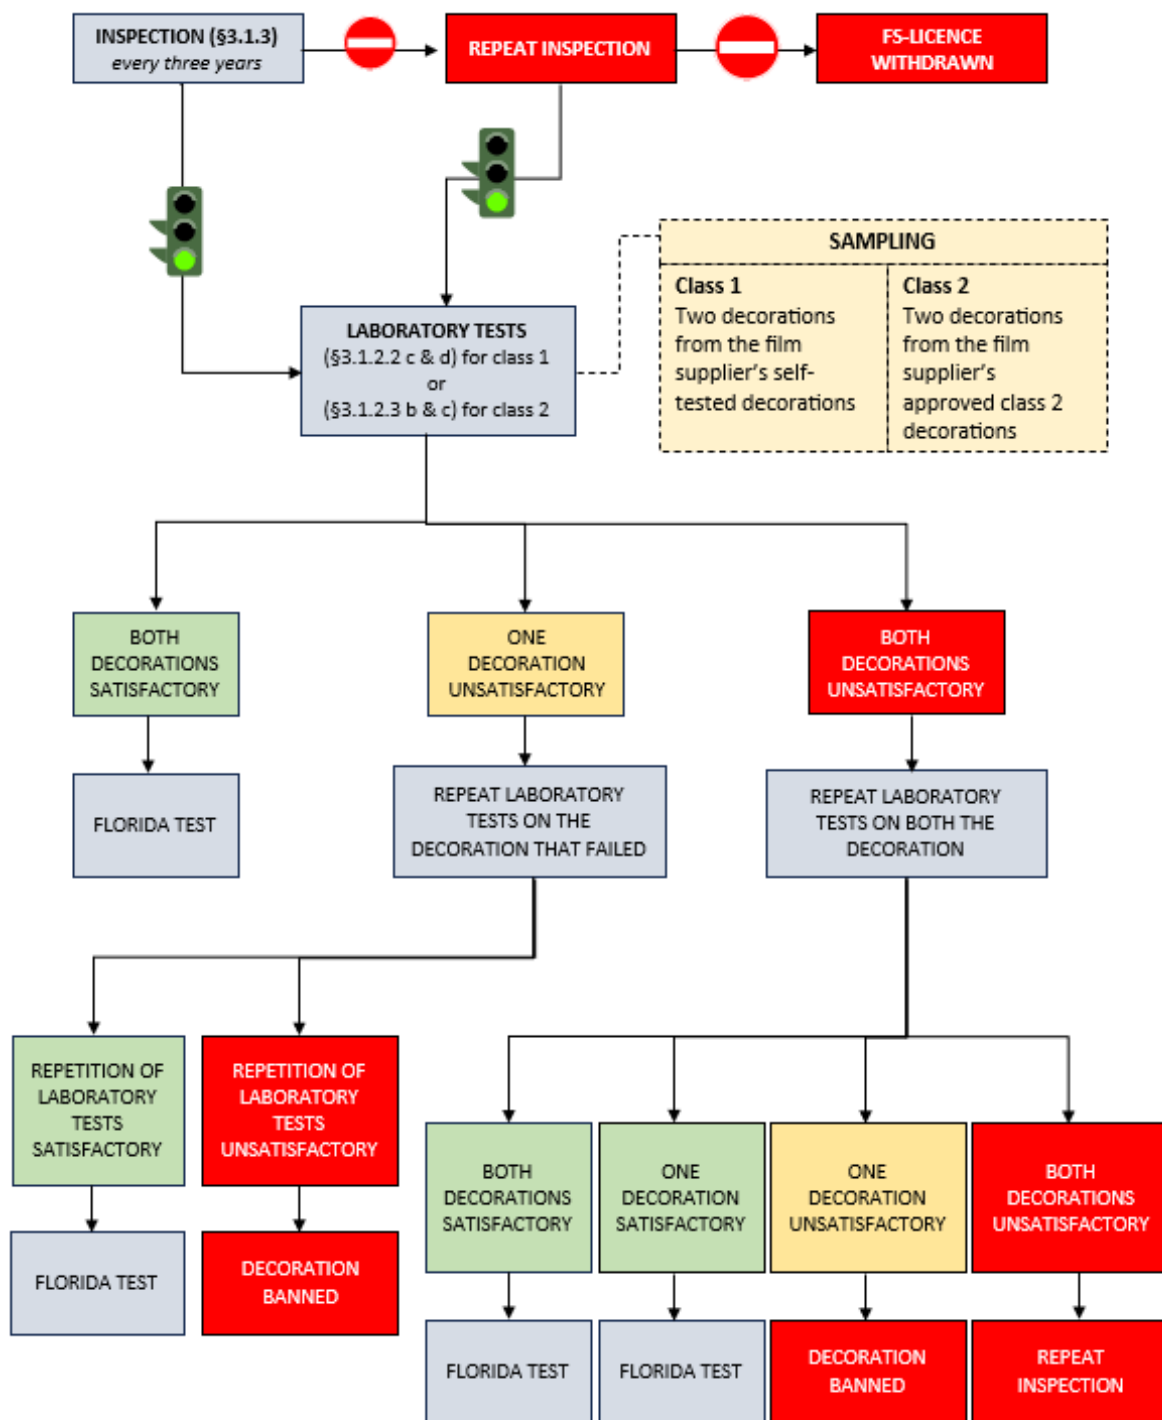 INSPECTION (§3.1.3)
every three years
REPEAT INSPECTION
FS-LICENCE
WITHDRAWN
SAMPLING
Class 1
Two decorations
from the film
supplier's self-
tested decorations
Class 2
Two decorations
from the film
supplier's
approved class 2
decorations
LABORATORY TESTS
(§3.1.2.2 c & d) for class 1
or
(§3.1.2.3 b & c) for class 2
BOTH
DECORATIONS
SATISFACTORY
ONE
DECORATION
UNSATISFACTORY
BOTH
DECORATIONS
UNSATISFACTORY
FLORIDA TEST
REPEAT LABORATORY
TESTS ON THE
DECORATION THAT FAILED
REPEAT LABORATORY
TESTS ON BOTH THE
DECORATION
REPETITION OF
LABORATORY
TESTS
SATISFACTORY
REPETITION OF
LABORATORY
TESTS
UNSATISFACTORY
BOTH
DECORATIONS
SATISFACTORY
ONE
DECORATION
SATISFACTORY
ONE
DECORATION
UNSATISFACTORY
BOTH
DECORATIONS
UNSATISFACTORY
FLORIDA TEST
DECORATION
BANNED
FLORIDA TEST
FLORIDA TEST
DECORATION
BANNED
REPEAT
INSPECTION